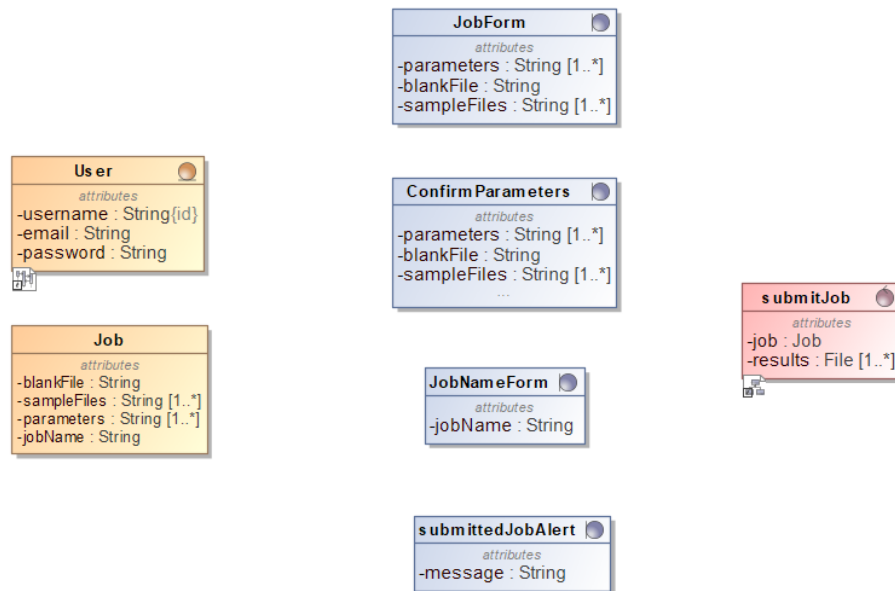 JobForm
attributes
-parameters : String [1..*]
-blankFile : String
-sampleFiles : String [1..*]
User
attributes
-username : String{id}
-email : String
-password : String
ConfirmParameters
attributes
-parameters : String [1..*]
-blankFile : String
-sampleFiles : String [1..*]
...
submitJob
attributes
-job : Job
-results : File [1..*]
Job
attributes
-blankFile : String
-sampleFiles : String [1..*]
-parameters : String [1..*]
-jobName : String
JobNameForm
attributes
-jobName : String
submittedJobAlert
attributes
-message : String